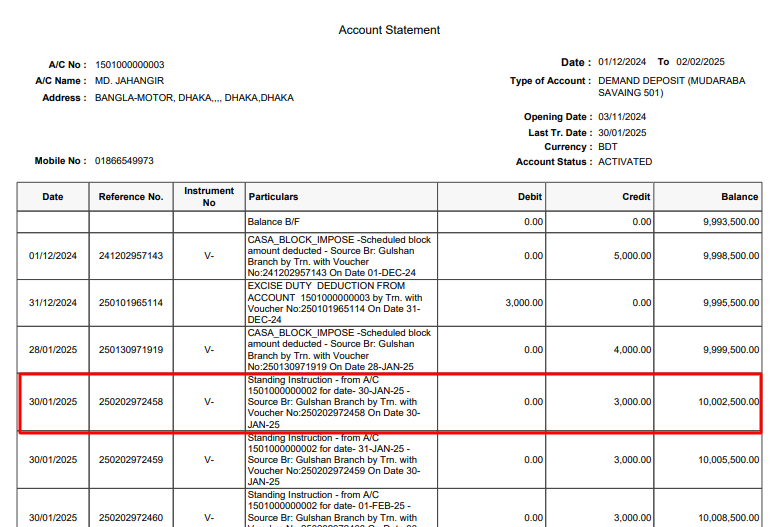 Account Statement
A/C No : 1501000000003
A/C Name : MD. JAHANGIR
Address : BANGLA-MOTOR, DHAKA,,,, DHAKA,DHAKA
Mobile No : 01866549973
Date : 01/12/2024 To 02/02/2025
Type of Account : DEMAND DEPOSIT (MUDARABA
SAVAING 501)
Opening Date : 03/11/2024
Last Tr. Date : 30/01/2025
Currency : BDT
Account Status : ACTIVATED
Date Reference No. Instrument No Particulars Debit Credit Balance
Balance B/F 0.00 0.00 9,993,500.00
01/12/2024 241202957143 V- CASA_BLOCK_IMPOSE -Scheduled block
amount deducted - Source Br: Gulshan
Branch by Trn. with Voucher
No:241202957143 On Date 01-DEC-24
0.00 5,000.00 9,998,500.00
31/12/2024 250101965114 V- EXCISE DUTY DEDUCTION FROM
ACCOUNT 1501000000003 by Trn. with
Voucher No:250101965114 On Date 31-
DEC-24
3,000.00 0.00 9,995,500.00
28/01/2025 250130971919 V- CASA_BLOCK_IMPOSE -Scheduled block
amount deducted - Source Br: Gulshan
Branch by Trn. with Voucher
No:250130971919 On Date 28-JAN-25
0.00 4,000.00 9,999,500.00
30/01/2025 250202972458 V- Standing Instruction - from A/C
1501000000002 for date- 30-JAN-25 -
Source Br: Gulshan Branch by Trn. with
Voucher No:250202972458 On Date 30-
JAN-25
0.00 3,000.00 10,002,500.00
30/01/2025 250202972459 V- Standing Instruction - from A/C
1501000000002 for date- 31-JAN-25 -
Source Br: Gulshan Branch by Trn. with
Voucher No:250202972459 On Date 30-
JAN-25
0.00 3,000.00 10,005,500.00
30/01/2025 250202972460 V- Standing Instruction - from A/C
1501000000002 for date- 01-FEB-25 -
Source Br: Gulshan Branch by Trn. with
0.00 3,000.00 10,008,500.00